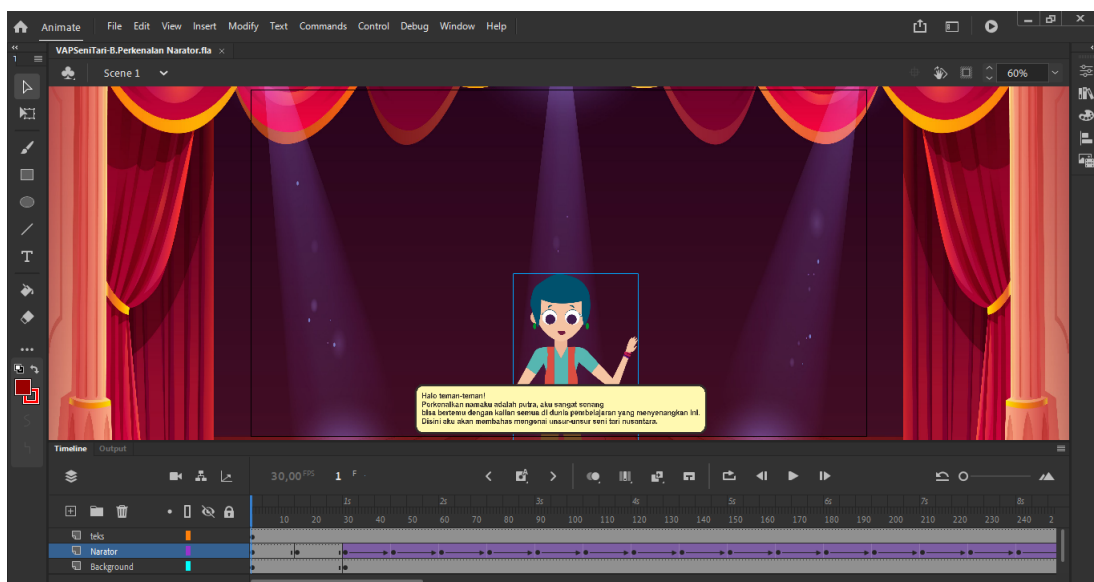 Animate File Edit View Insert Modify Text Commands Control Debug Window Help
VAPSeniTari-B.Perkenalan Narator.fla ×
1
Scene 1 60%
T
Halo teman-teman!
Perkenalkan namaku adalah putra, aku sangat senang
bisa bertemu dengan kalian semua di dunia pembelajaran yang menyenangkan ini.
Disini aku akan membahas mengenai unsur-unsur seni tari nusantara.
Timeline Output
30,00 FPS 1 F
1s 2s 3s 4s 5s 6s 7s 8s
10 20 30 40 50 60 70 80 90 100 110 120 130 140 150 160 170 180 190 200 210 220 230 240 2
teks
Narator
Background